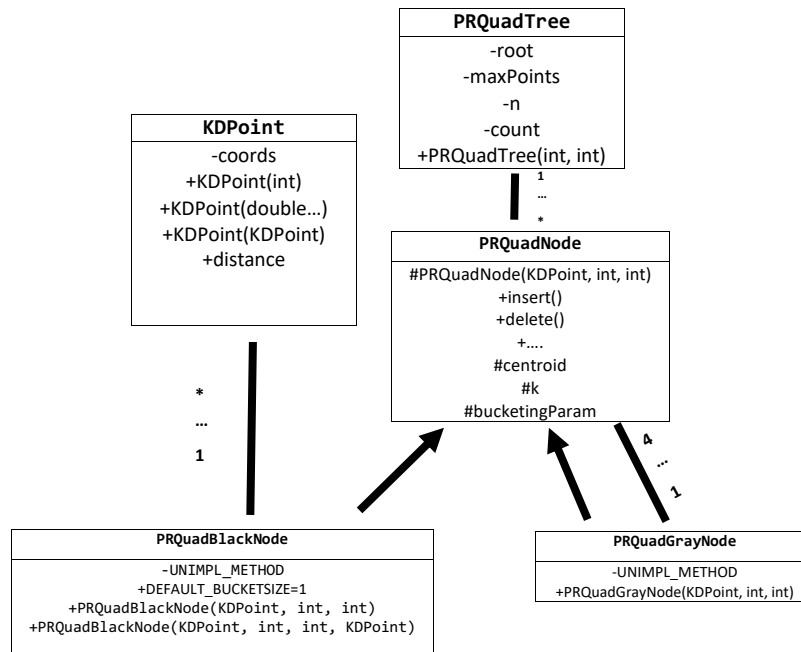 PRQuadTree
-root
-maxPoints
-n
-count
+PRQuadTree(int, int)
KDPoint
-coords
+KDPoint(int)
+KDPoint(double…)
+KDPoint(KDPoint)
+distance
1
…
*
PRQuadNode
#PRQuadNode(KDPoint, int, int)
+insert()
+delete()
+….
#centroid
#k
#bucketingParam
*
…
1
4
…
1
PRQuadBlackNode
-UNIMPL_METHOD
+DEFAULT_BUCKETSIZE=1
+PRQuadBlackNode(KDPoint, int, int)
+PRQuadBlackNode(KDPoint, int, int, KDPoint)
PRQuadGrayNode
-UNIMPL_METHOD
+PRQuadGrayNode(KDPoint, int, int)